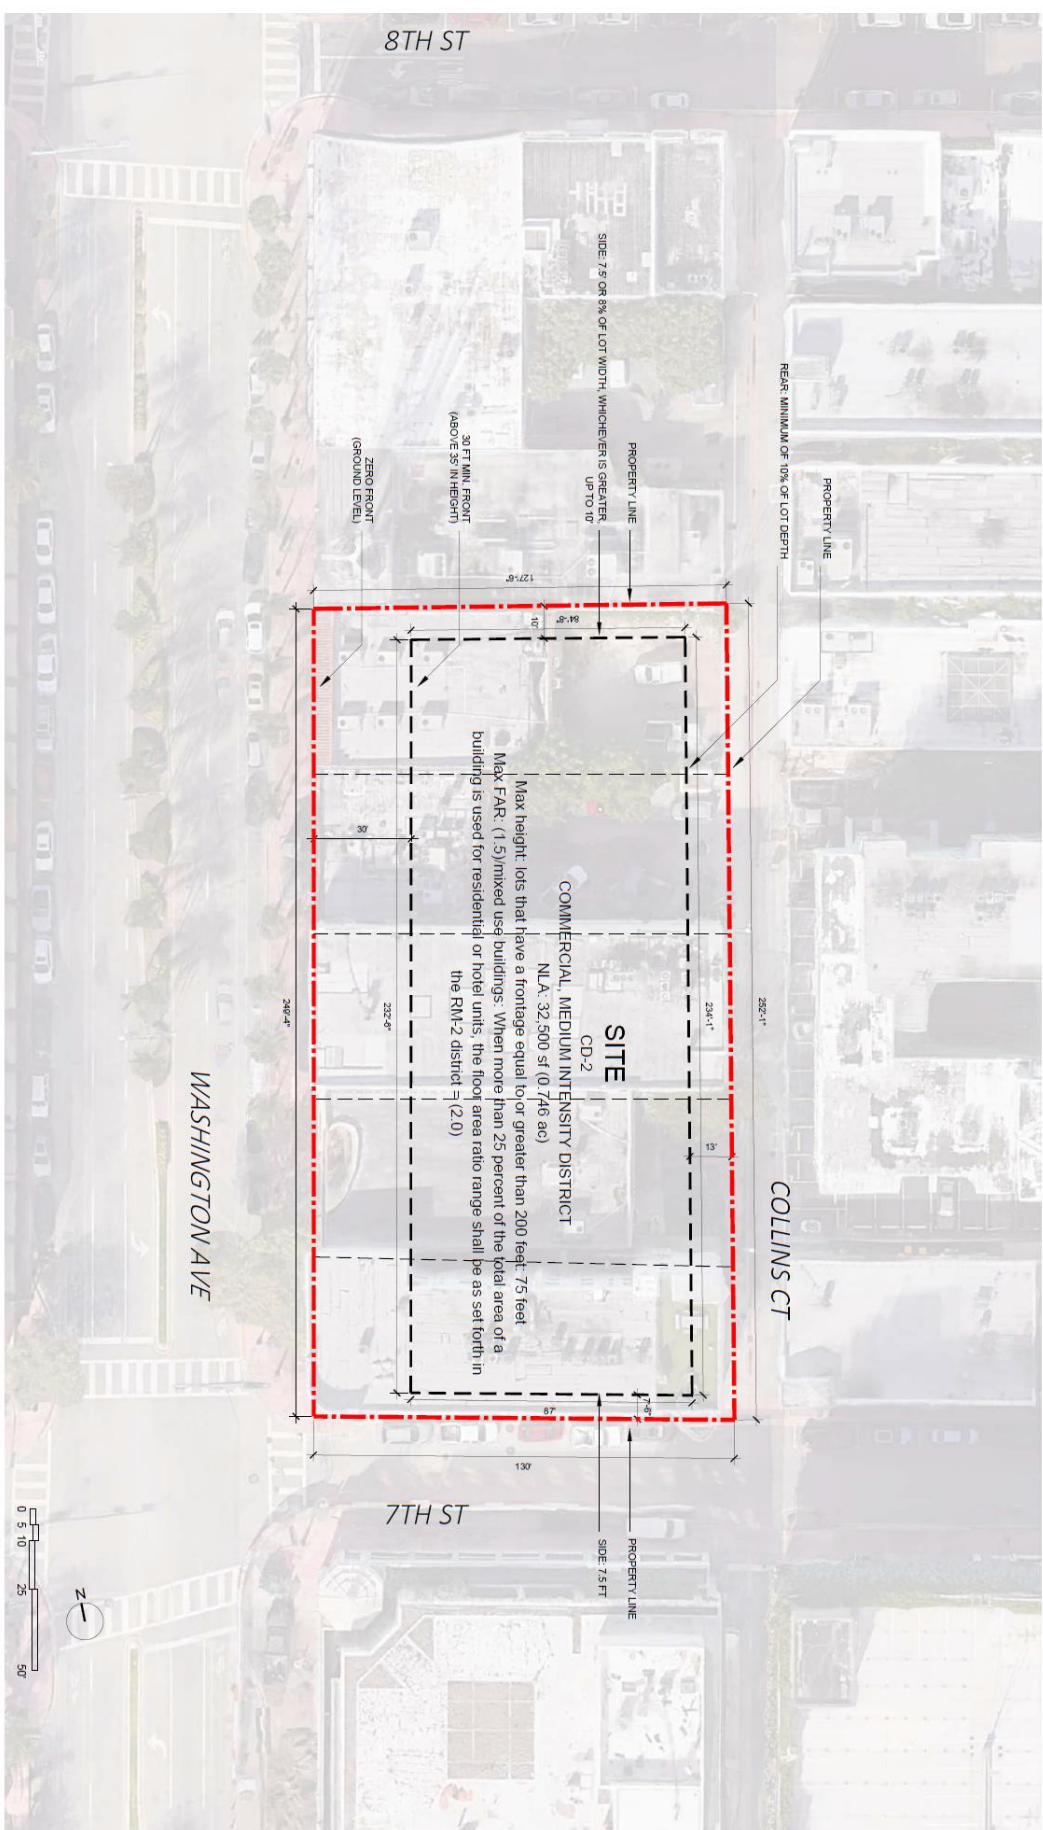 8TH ST
COLLINS CT
WASHINGTON AVE
7TH ST
PROPERTY LINE
REAR: MINIMUM OF 10% OF LOT DEPTH
PROPERTY LINE
SIDE: 7.5' OR 8% OF LOT WIDTH, WHICHEVER IS GREATER,
UP TO 10'
30 FT MIN. FRONT
(ABOVE 35' IN HEIGHT)
ZERO FRONT
(GROUND LEVEL)
127'-6"
84'-6"
10'
252'-1"
234'-1"
13'
SITE
CD-2
COMMERCIAL, MEDIUM INTENSITY DISTRICT
NLA: 32,500 sf (0.746 ac)
Max height: lots that have a frontage equal to or greater than 200 feet: 75 feet
Max FAR: (1.5)/mixed use buildings: When more than 25 percent of the total area of a
building is used for residential or hotel units, the floor area ratio range shall be as set forth in
the RM-2 district = (2.0)
30'
232'-6"
249'-4"
7'-6"
87'
130'
PROPERTY LINE
SIDE: 7.5 FT
0 5 10 25 50'
N